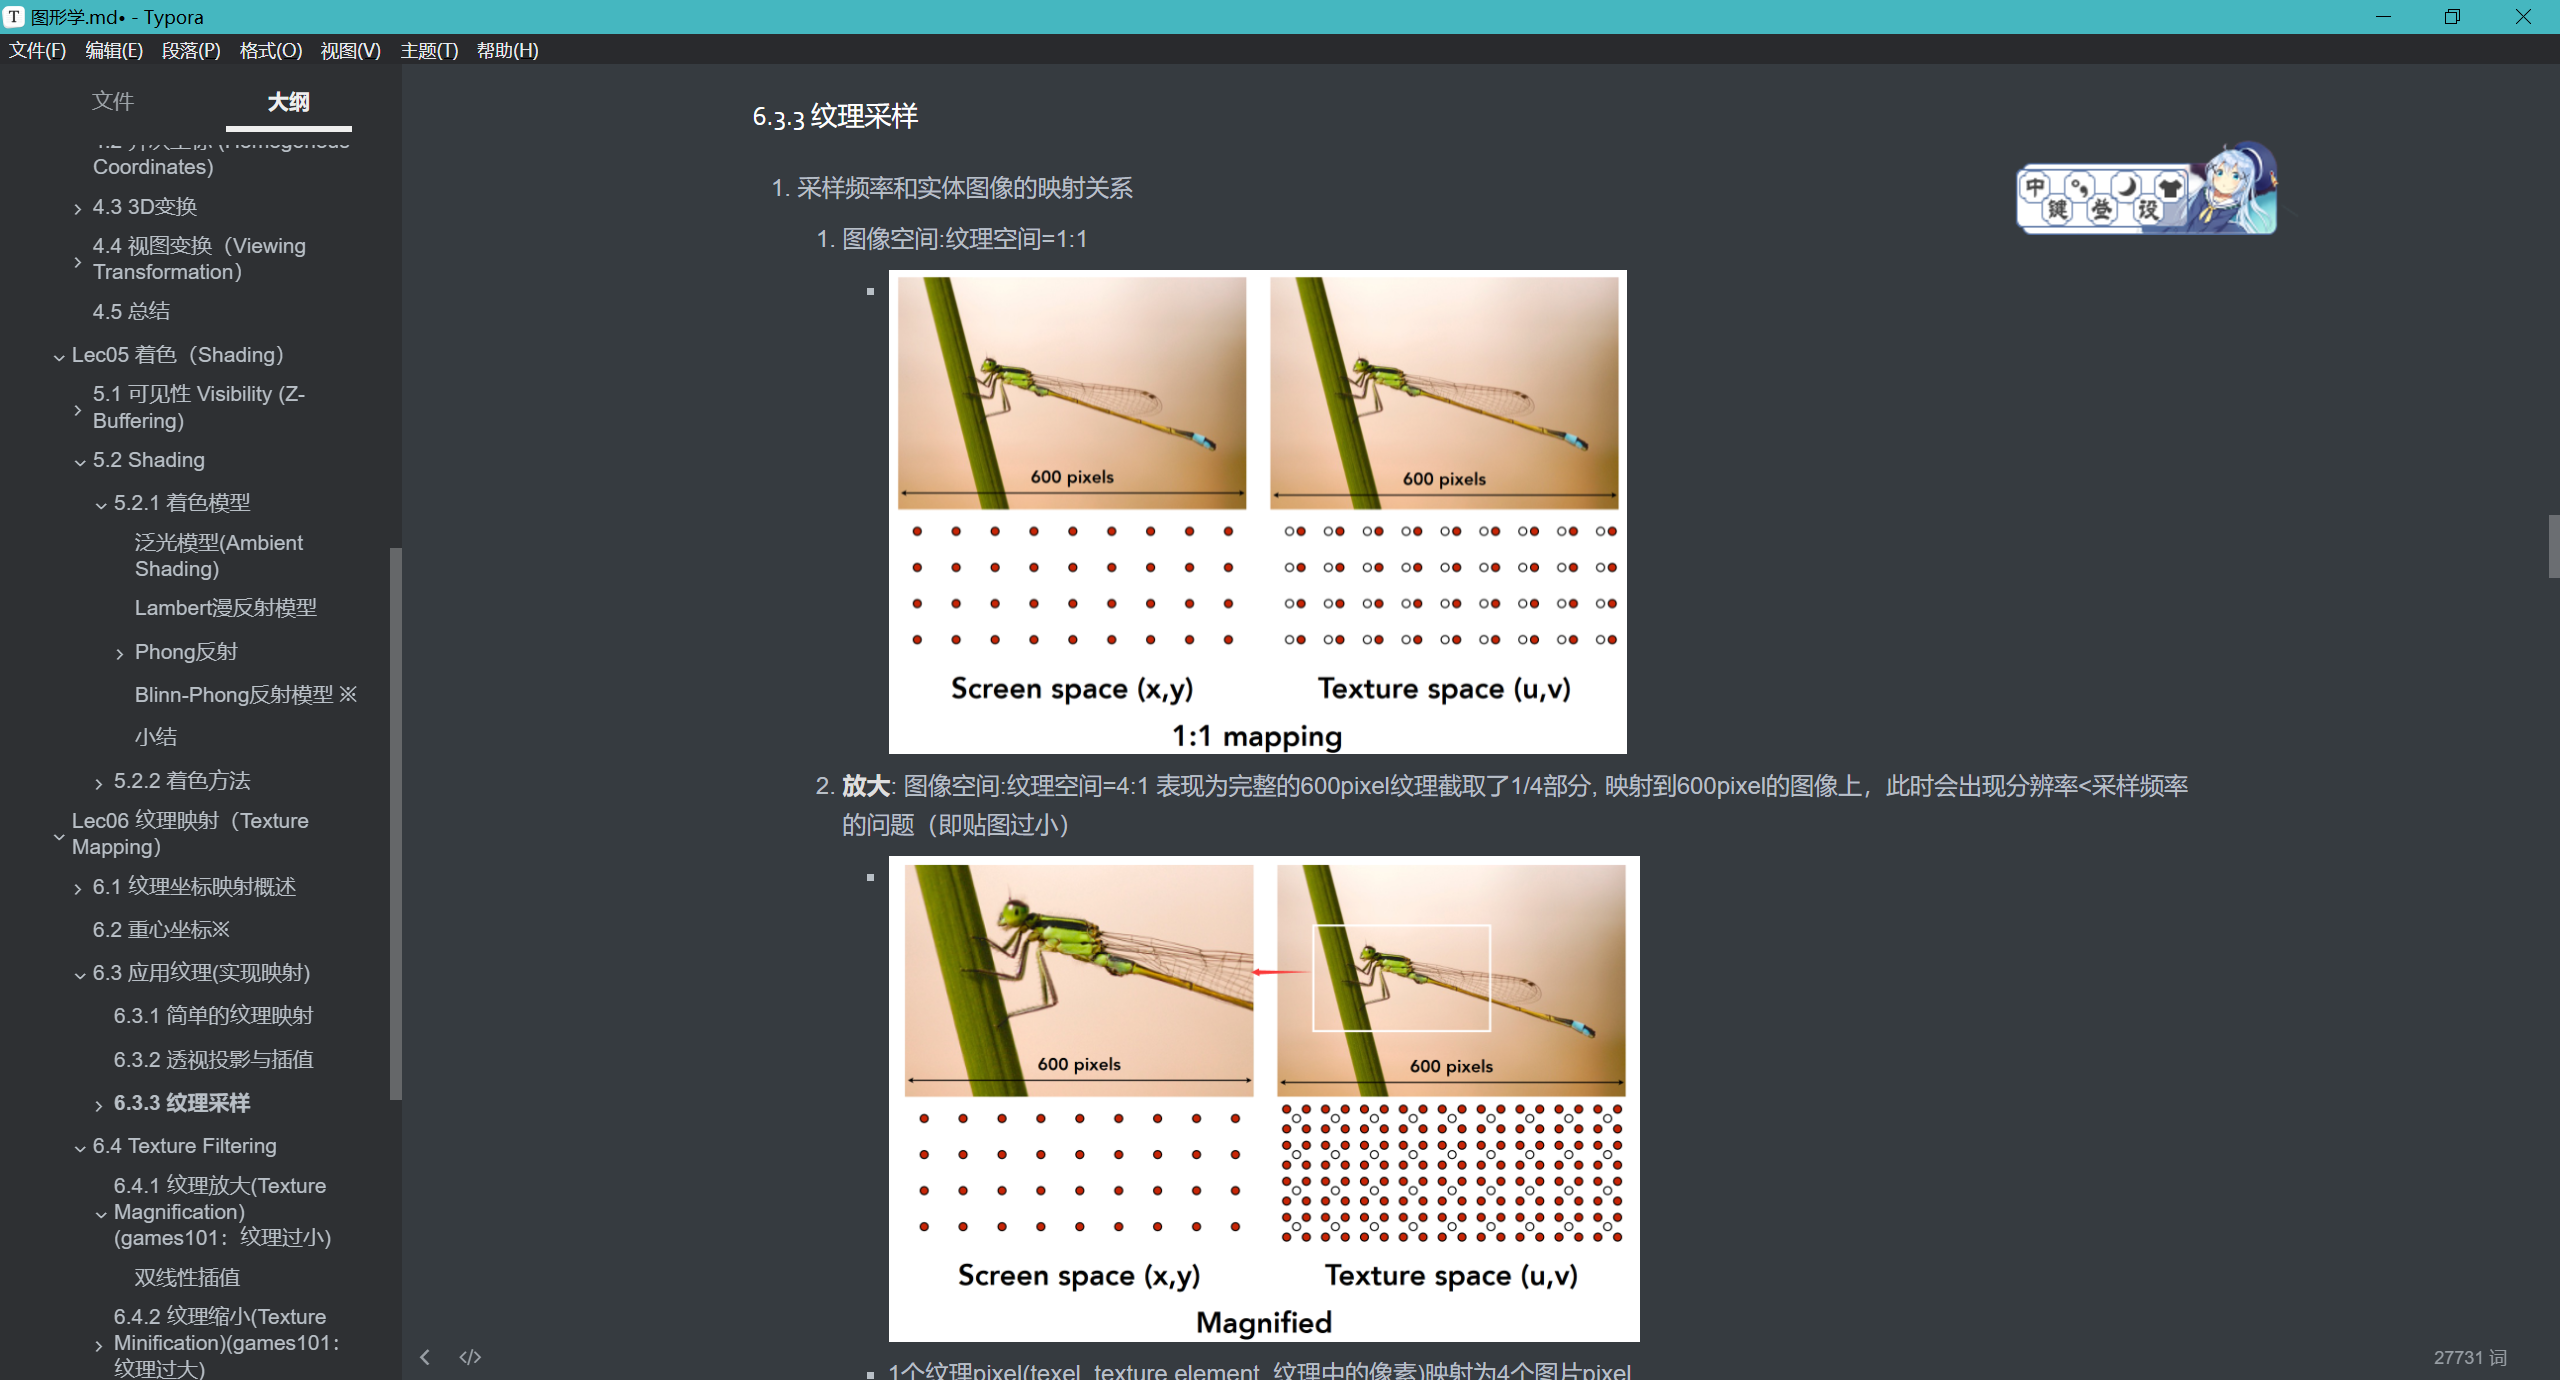 图形学.md• - Typora
文件(F) 编辑(E) 段落(P) 格式(O) 视图(V) 主题(T) 帮助(H)
文件 大纲
Coordinates)
4.3 3D变换
4.4 视图变换（Viewing
Transformation）
4.5 总结
Lec05 着色（Shading）
5.1 可见性 Visibility (Z-
Buffering)
5.2 Shading
5.2.1 着色模型
泛光模型(Ambient
Shading)
Lambert漫反射模型
Phong反射
Blinn-Phong反射模型 ※
小结
5.2.2 着色方法
Lec06 纹理映射（Texture
Mapping）
6.1 纹理坐标映射概述
6.2 重心坐标※
6.3 应用纹理(实现映射)
6.3.1 简单的纹理映射
6.3.2 透视投影与插值
6.3.3 纹理采样
6.4 Texture Filtering
6.4.1 纹理放大(Texture
Magnification)
(games101：纹理过小)
双线性插值
6.4.2 纹理缩小(Texture
Minification)(games101：
纹理过大)
6.3.3 纹理采样
1. 采样频率和实体图像的映射关系
1. 图像空间:纹理空间=1:1
600 pixels 600 pixels
Screen space (x,y) Texture space (u,v)
1:1 mapping
2. 放大: 图像空间:纹理空间=4:1 表现为完整的600pixel纹理截取了1/4部分, 映射到600pixel的图像上，此时会出现分辨率<采样频率
的问题（即贴图过小）
600 pixels 600 pixels
Screen space (x,y) Texture space (u,v)
Magnified
1个纹理pixel(texel, texture element, 纹理中的像素)映射为4个图片pixel
中
键 登 设
27731 词